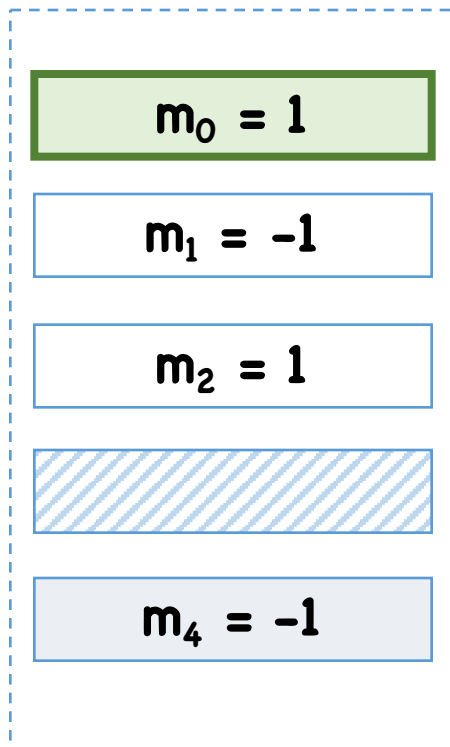 m₀ = 1
m₁ = -1
m₂ = 1
m₄ = -1